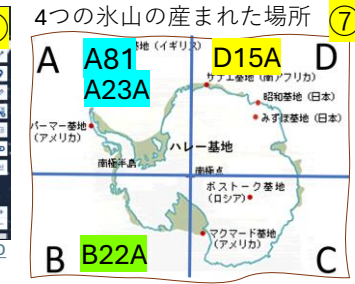 4つの氷山の産まれた場所 ⑦
A A81 基地 (イギリス) D15A D
A23A
サナエ基地 (南アフリカ)
昭和基地 (日本)
みずほ基地 (日本)
パーマー基地
(アメリカ)
ハレー基地
南極半島
南極点
ボストーク基地
(ロシア)
マクマード基地
(アメリカ)
B B22A C